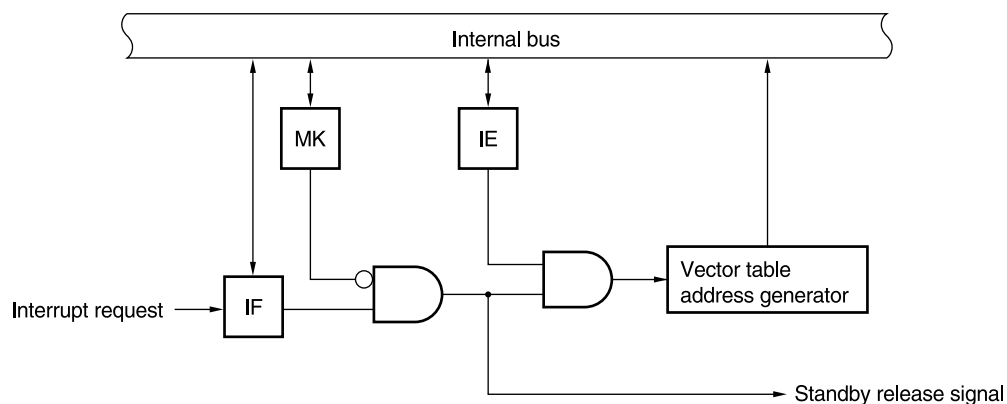 Internal bus
MK
IE
IF
Interrupt request
Vector table
address generator
Standby release signal